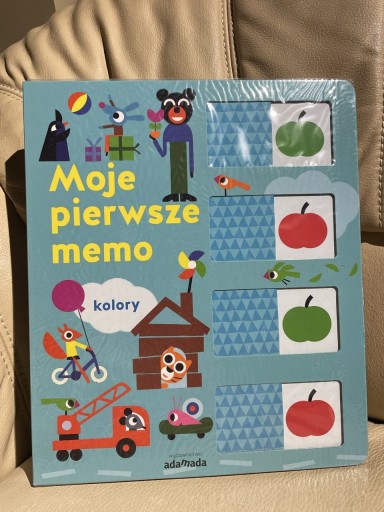 Moje
pierwsze
memo
kolory
wydawnictwo
adamada